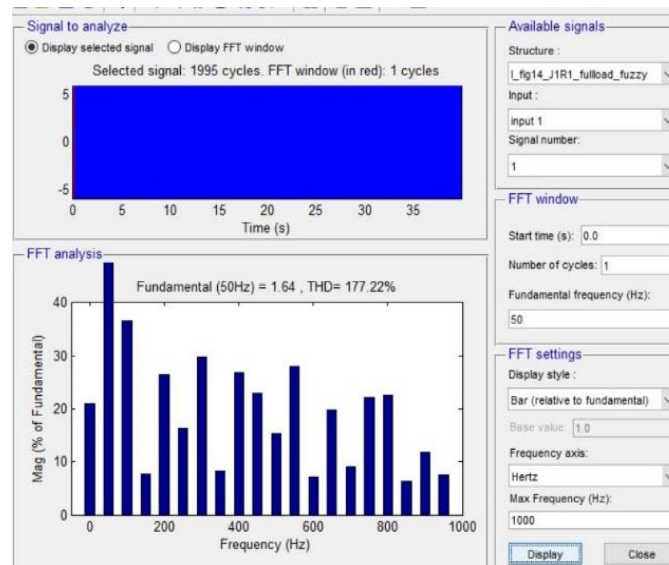 Signal to analyze
Display selected signal Display FFT window
Selected signal: 1995 cycles. FFT window (in red): 1 cycles
5
0
-5
0 5 10 15 20 25 30 35
Time (s)
FFT analysis
Fundamental (50Hz) = 1.64 , THD= 177.22%
40
30
20
10
0
Mag (% of Fundamental)
0 200 400 600 800 1000
Frequency (Hz)
Available signals
Structure :
I_fig14_J1R1_fullload_fuzzy
Input :
input 1
Signal number:
1
FFT window
Start time (s): 0.0
Number of cycles: 1
Fundamental frequency (Hz):
50
FFT settings
Display style :
Bar (relative to fundamental)
Base value: 1.0
Frequency axis:
Hertz
Max Frequency (Hz):
1000
Display Close